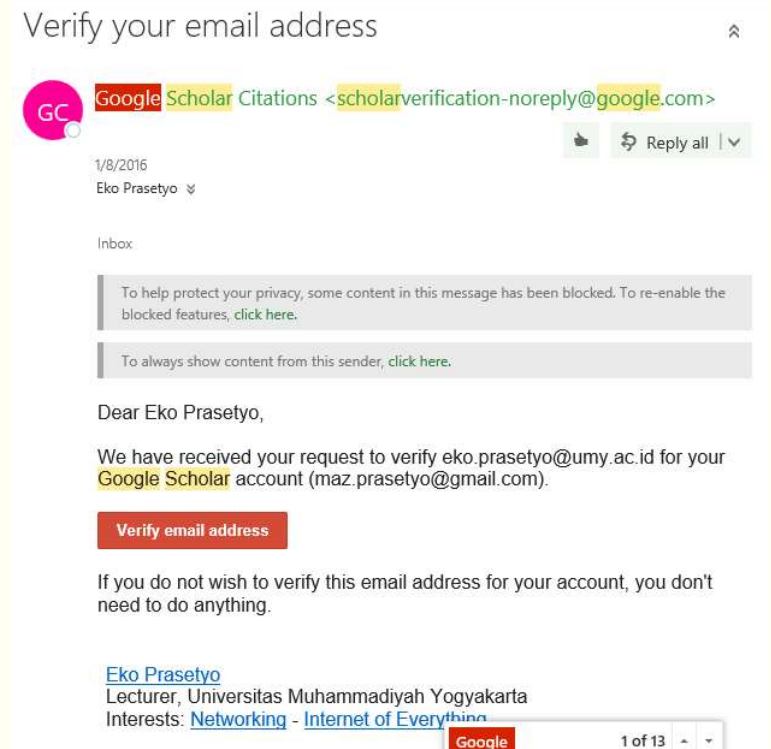 Verify your email address
GC
Google Scholar Citations <scholarverification-noreply@google.com>
Reply all
1/8/2016
Eko Prasetyo
Inbox
To help protect your privacy, some content in this message has been blocked. To re-enable the
blocked features, click here.
To always show content from this sender, click here.
Dear Eko Prasetyo,
We have received your request to verify eko.prasetyo@umy.ac.id for your
Google Scholar account (maz.prasetyo@gmail.com).
Verify email address
If you do not wish to verify this email address for your account, you don't
need to do anything.
Eko Prasetyo
Lecturer, Universitas Muhammadiyah Yogyakarta
Interests: Networking - Internet of Everything
Google 1 of 13